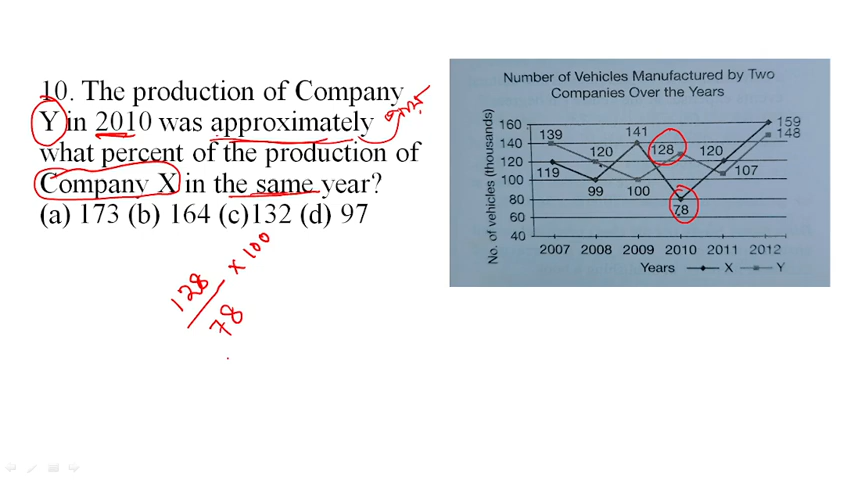 10. The production of Company
Y in 2010 was approximately
what percent of the production of
Company X in the same year?
(a) 173 (b) 164 (c)132 (d) 97
128
78
× 100
Number of Vehicles Manufactured by Two
Companies Over the Years
No. of vehicles (thousands)
160
140
120
100
80
60
40
139
119
120
99
141
100
128
78
120
107
159
148
2007 2008 2009 2010 2011 2012
Years X Y